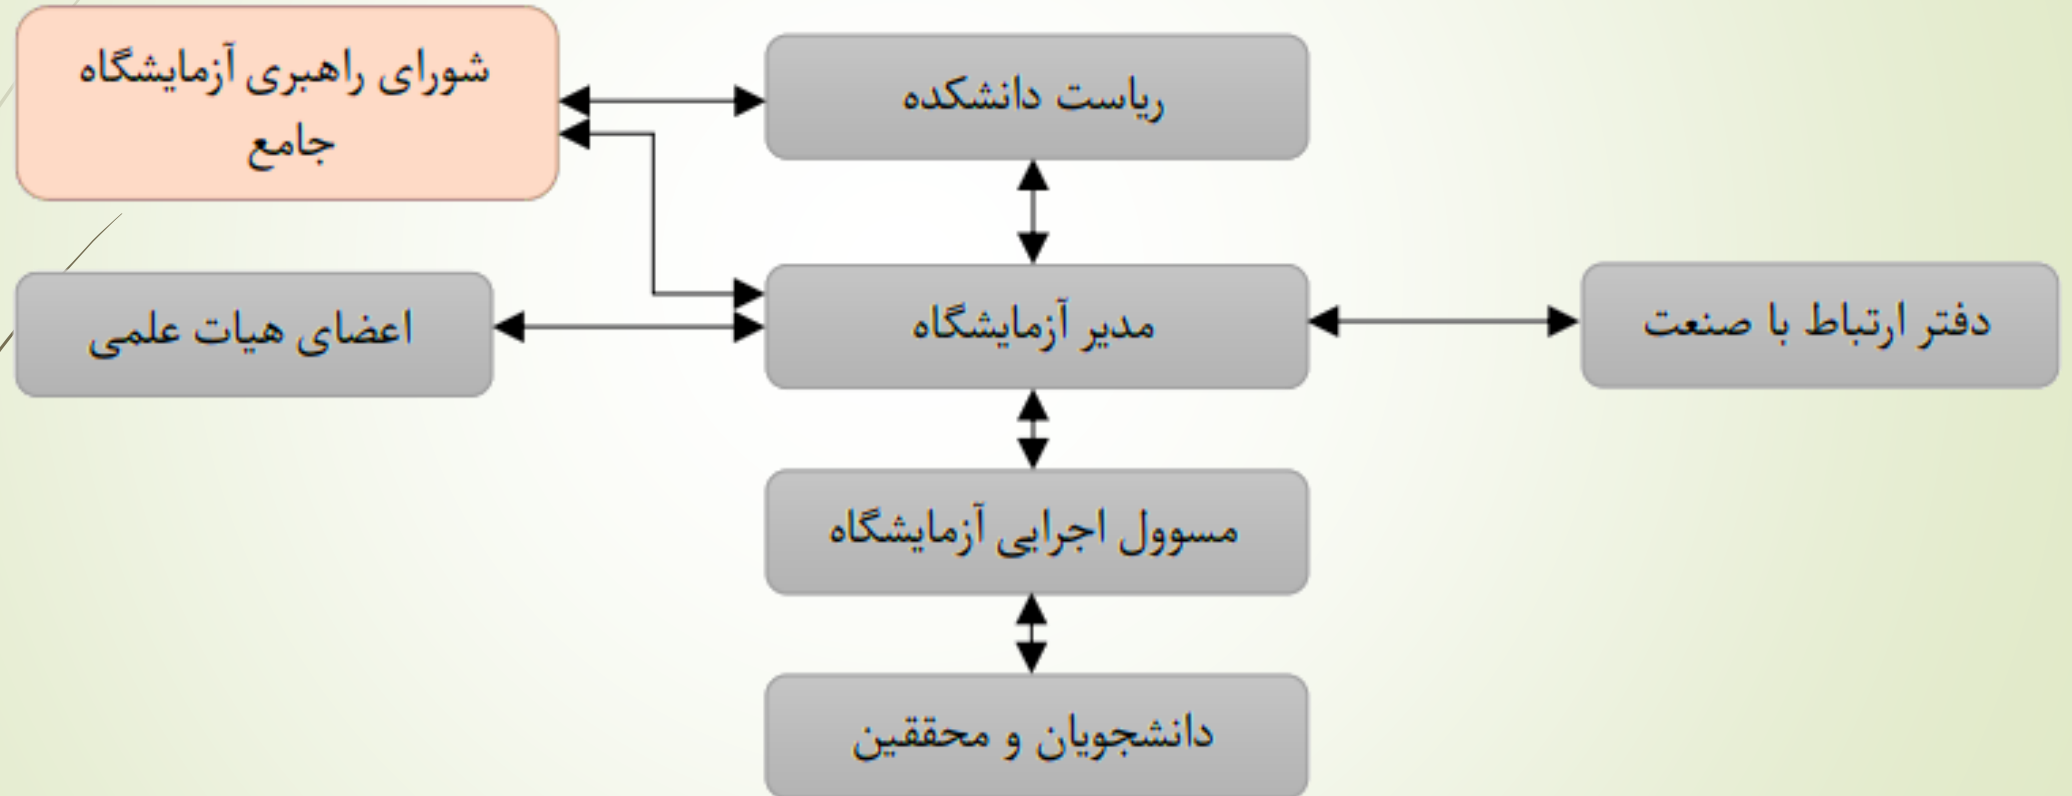 شورای راهبری آزمایشگاه
جامع
ریاست دانشکده
اعضای هیات علمی
مدیر آزمایشگاه
دفتر ارتباط با صنعت
مسوول اجرایی آزمایشگاه
دانشجویان و محققین